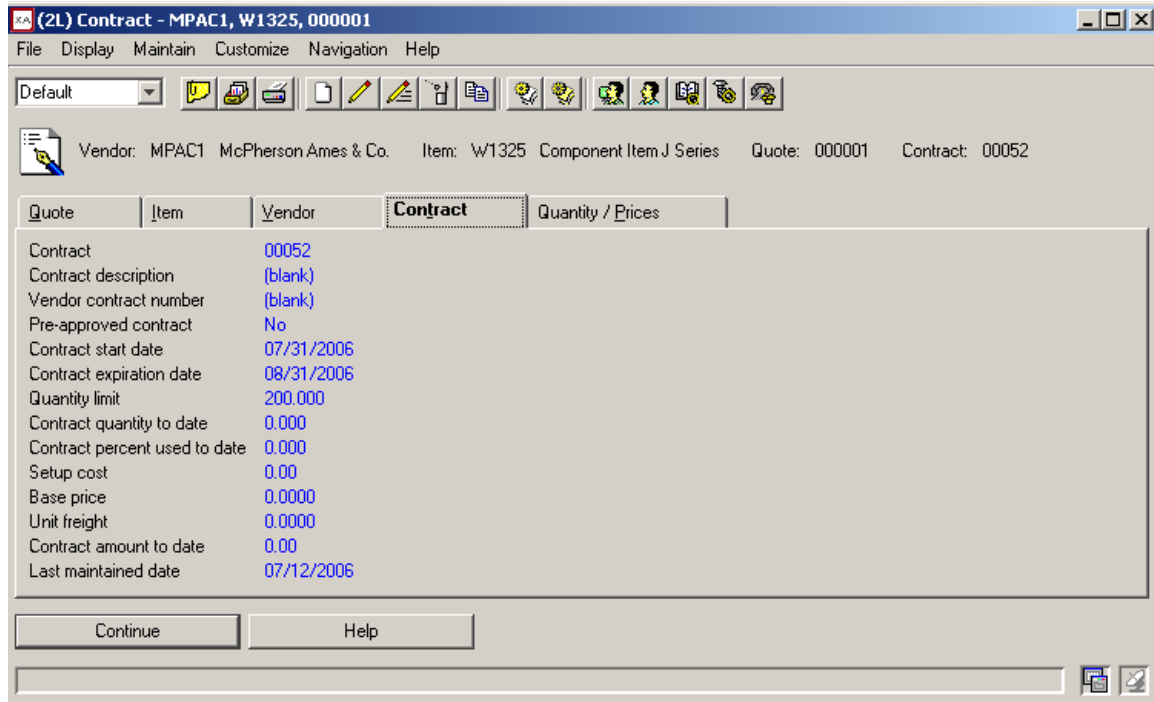 XA (2L) Contract - MPAC1, W1325, 000001
File Display Maintain Customize Navigation Help
Default
Vendor: MPAC1 McPherson Ames & Co. Item: W1325 Component Item J Series Quote: 000001 Contract: 00052
Quote Item Vendor Contract Quantity / Prices
Contract 00052
Contract description (blank)
Vendor contract number (blank)
Pre-approved contract No
Contract start date 07/31/2006
Contract expiration date 08/31/2006
Quantity limit 200.000
Contract quantity to date 0.000
Contract percent used to date 0.000
Setup cost 0.00
Base price 0.0000
Unit freight 0.0000
Contract amount to date 0.00
Last maintained date 07/12/2006
Continue Help